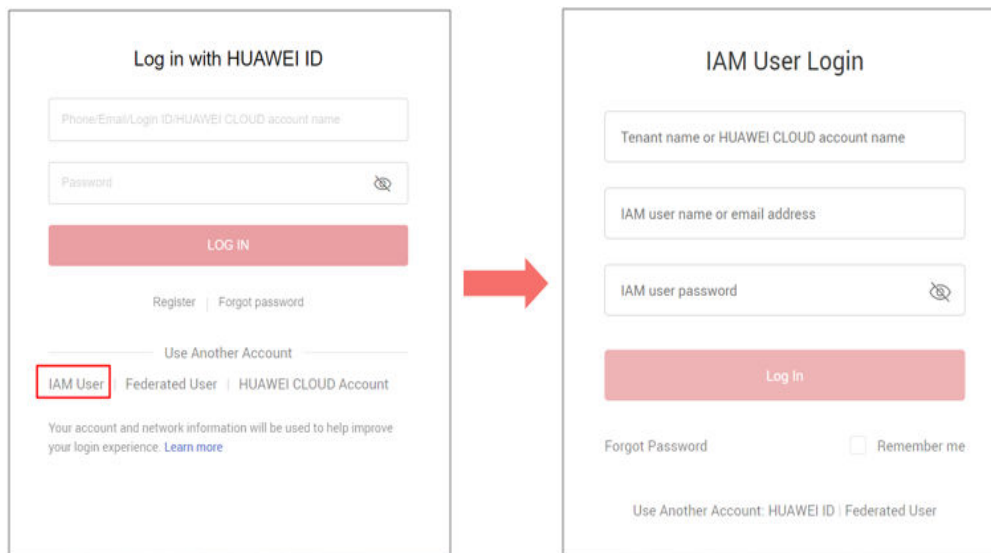 Log in with HUAWEI ID
Phone/Email/Login ID/HUAWEI CLOUD account name
Password
LOG IN
Register | Forgot password
Use Another Account
IAM User | Federated User | HUAWEI CLOUD Account
Your account and network information will be used to help improve
your login experience. Learn more
IAM User Login
Tenant name or HUAWEI CLOUD account name
IAM user name or email address
IAM user password
Log In
Forgot Password
Remember me
Use Another Account: HUAWEI ID | Federated User